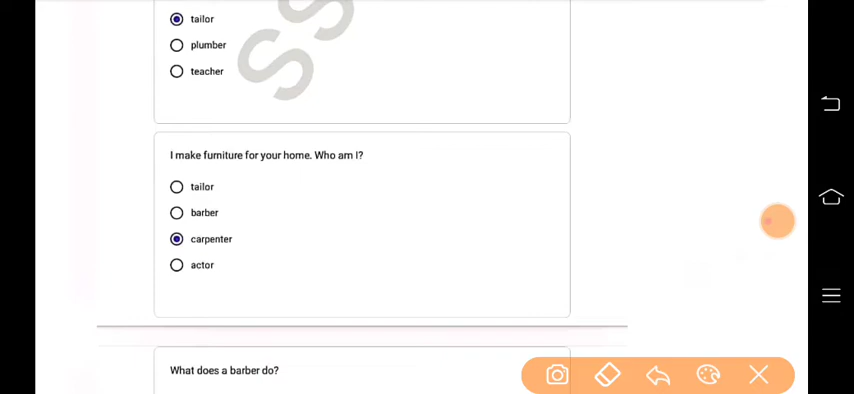 tailor
plumber
teacher
I make furniture for your home. Who am I?
tailor
barber
carpenter
actor
What does a barber do?